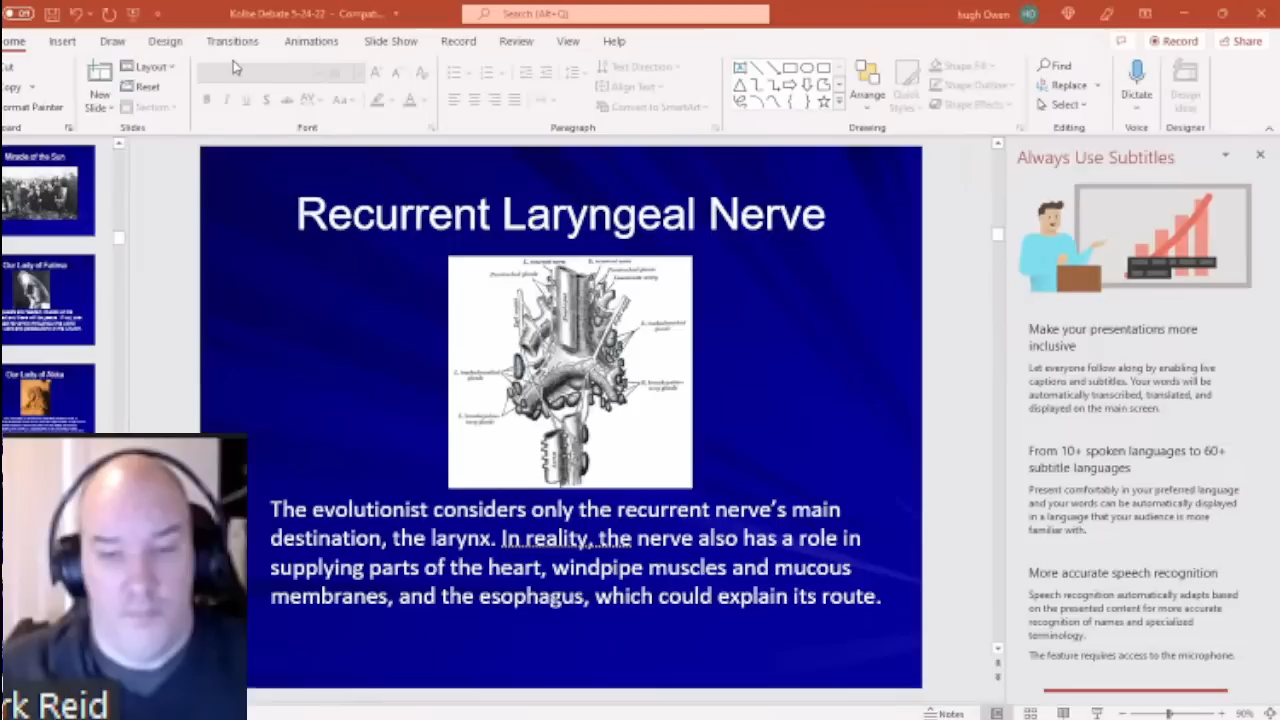 Kolbe Debate 5-24-22 - Compat...
Search (Alt+Q)
hugh Owen
HO
ome Insert Draw Design Transitions Animations Slide Show Record Review View Help
Record
Share
ut
opy
ormat Painter
New
Slide
Layout
Reset
Section
Text Direction
Align Text
Convert to SmartArt
Arrange
Quick
Styles
Shape Fill
Shape Outline
Shape Effects
Find
Replace
Select
Dictate
Design
Ideas
Slides
Font
Paragraph
Drawing
Editing
Voice
Designer
Miracle of the Sun
Our Lady of Fatima
Our Lady of Akita
Recurrent Laryngeal Nerve
The evolutionist considers only the recurrent nerve's main
destination, the larynx. In reality, the nerve also has a role in
supplying parts of the heart, windpipe muscles and mucous
membranes, and the esophagus, which could explain its route.
Always Use Subtitles
Make your presentations more
inclusive
Let everyone follow along by enabling live
captions and subtitles. Your words will be
automatically transcribed, translated, and
displayed on the main screen.
From 10+ spoken languages to 60+
subtitle languages
Present comfortably in your preferred language
and your words can be automatically displayed
in a language that your audience is more
familiar with.
More accurate speech recognition
Speech recognition automatically adapts based
on the presented content for more accurate
recognition of names and specialized
terminology.
The feature requires access to the microphone.
rk Reid
Notes
90%